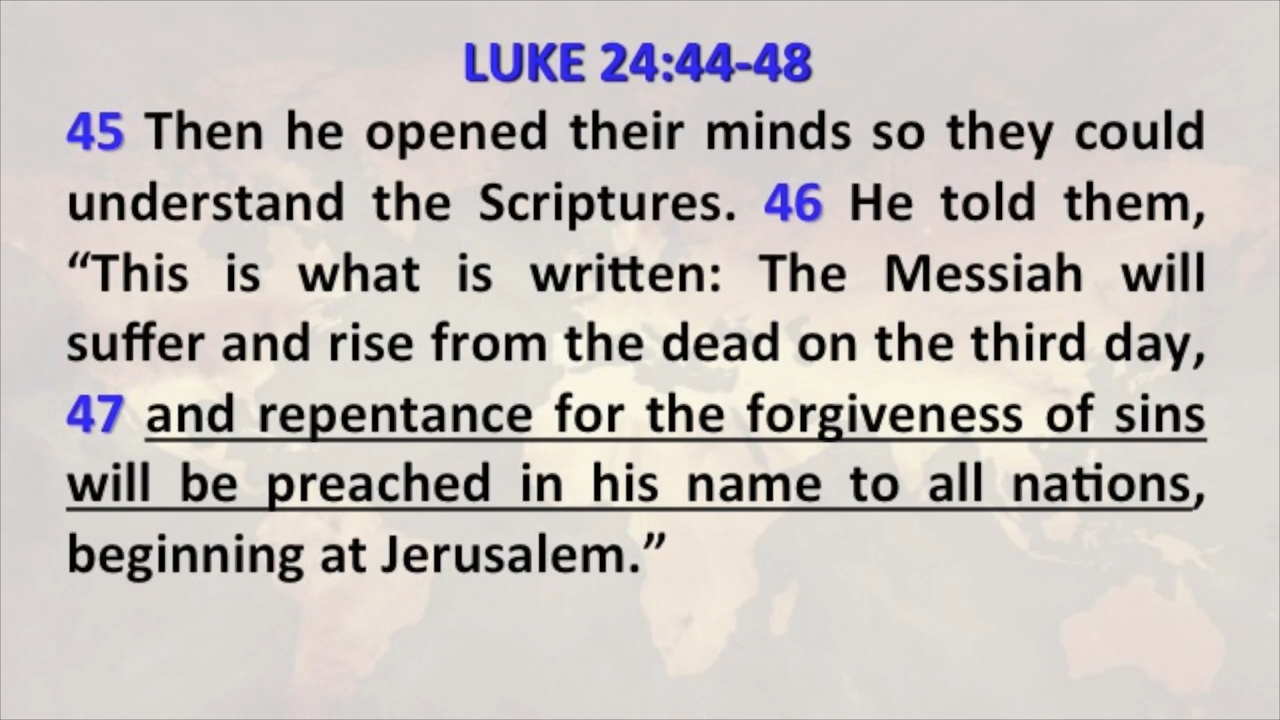 LUKE 24:44-48
45 Then he opened their minds so they could
understand the Scriptures. 46 He told them,
“This is what is written: The Messiah will
suffer and rise from the dead on the third day,
47 and repentance for the forgiveness of sins
will be preached in his name to all nations,
beginning at Jerusalem.”